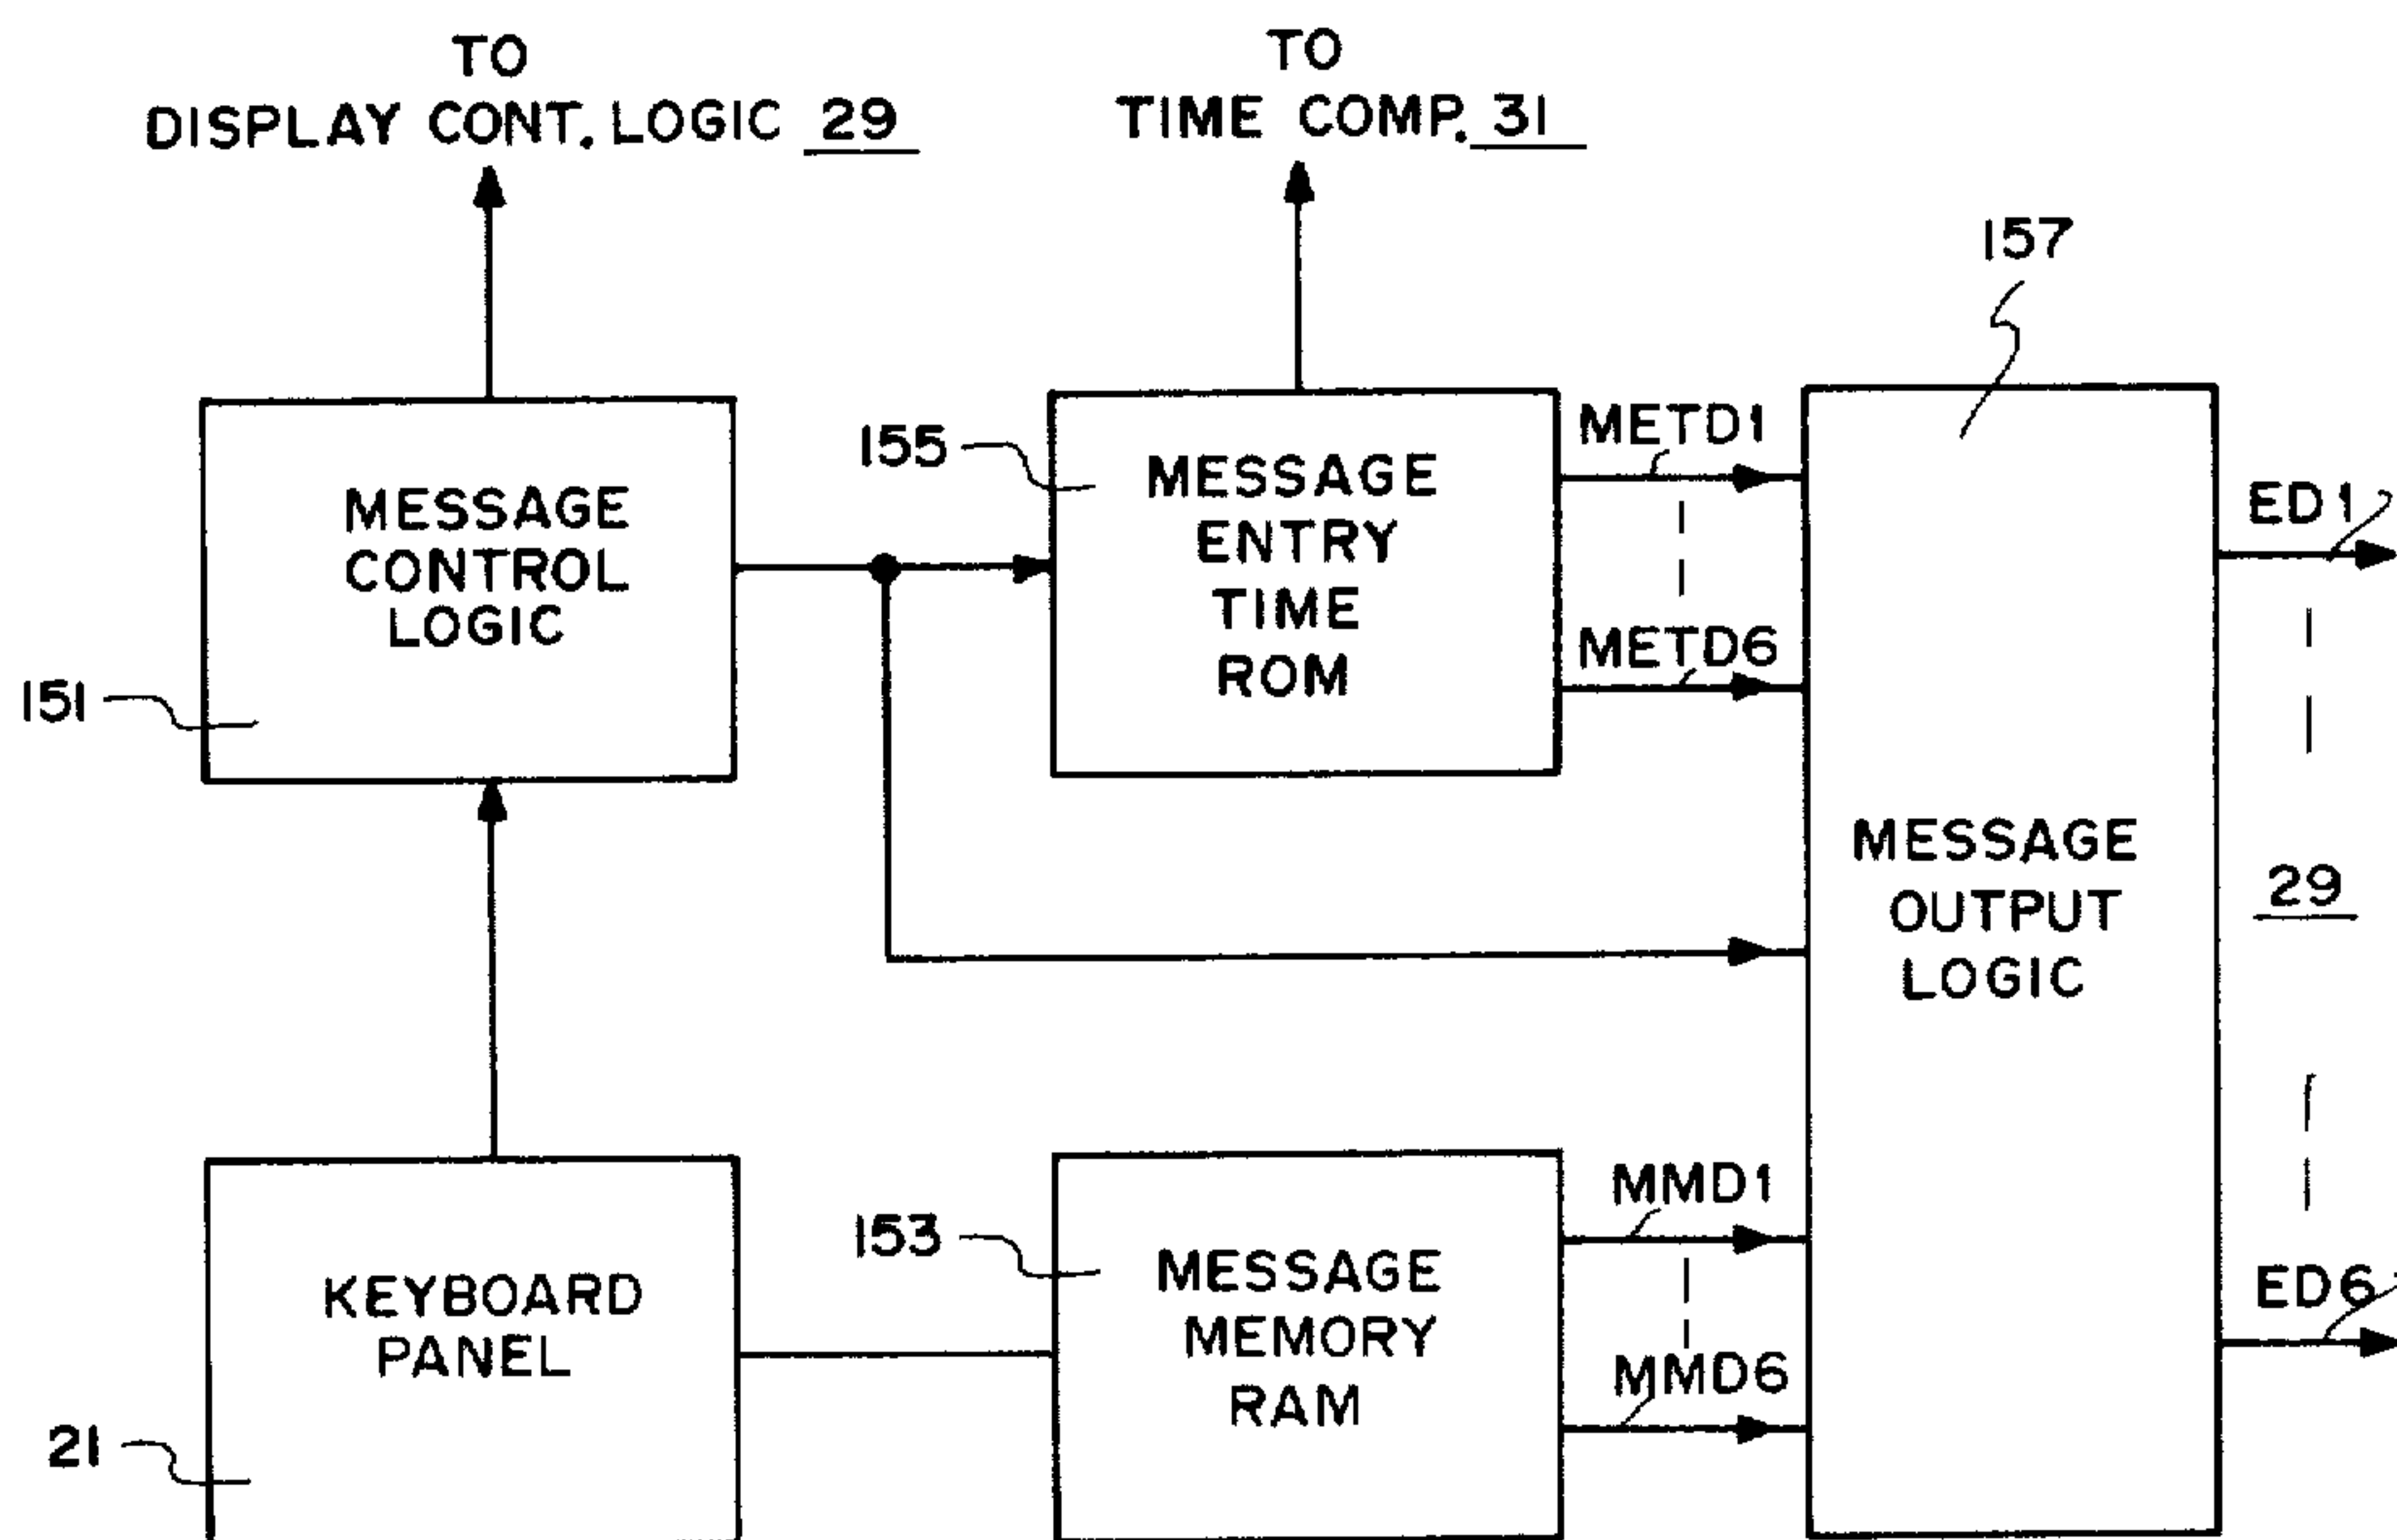 TO
DISPLAY CONT. LOGIC 29
TO
TIME COMP. 31
157
155
METD1
MESSAGE
ENTRY
TIME
ROM
METD6
MESSAGE
CONTROL
LOGIC
151
ED1
MESSAGE
OUTPUT
LOGIC
29
KEYBOARD
PANEL
21
153
MESSAGE
MEMORY
RAM
MMD1
MMD6
ED6